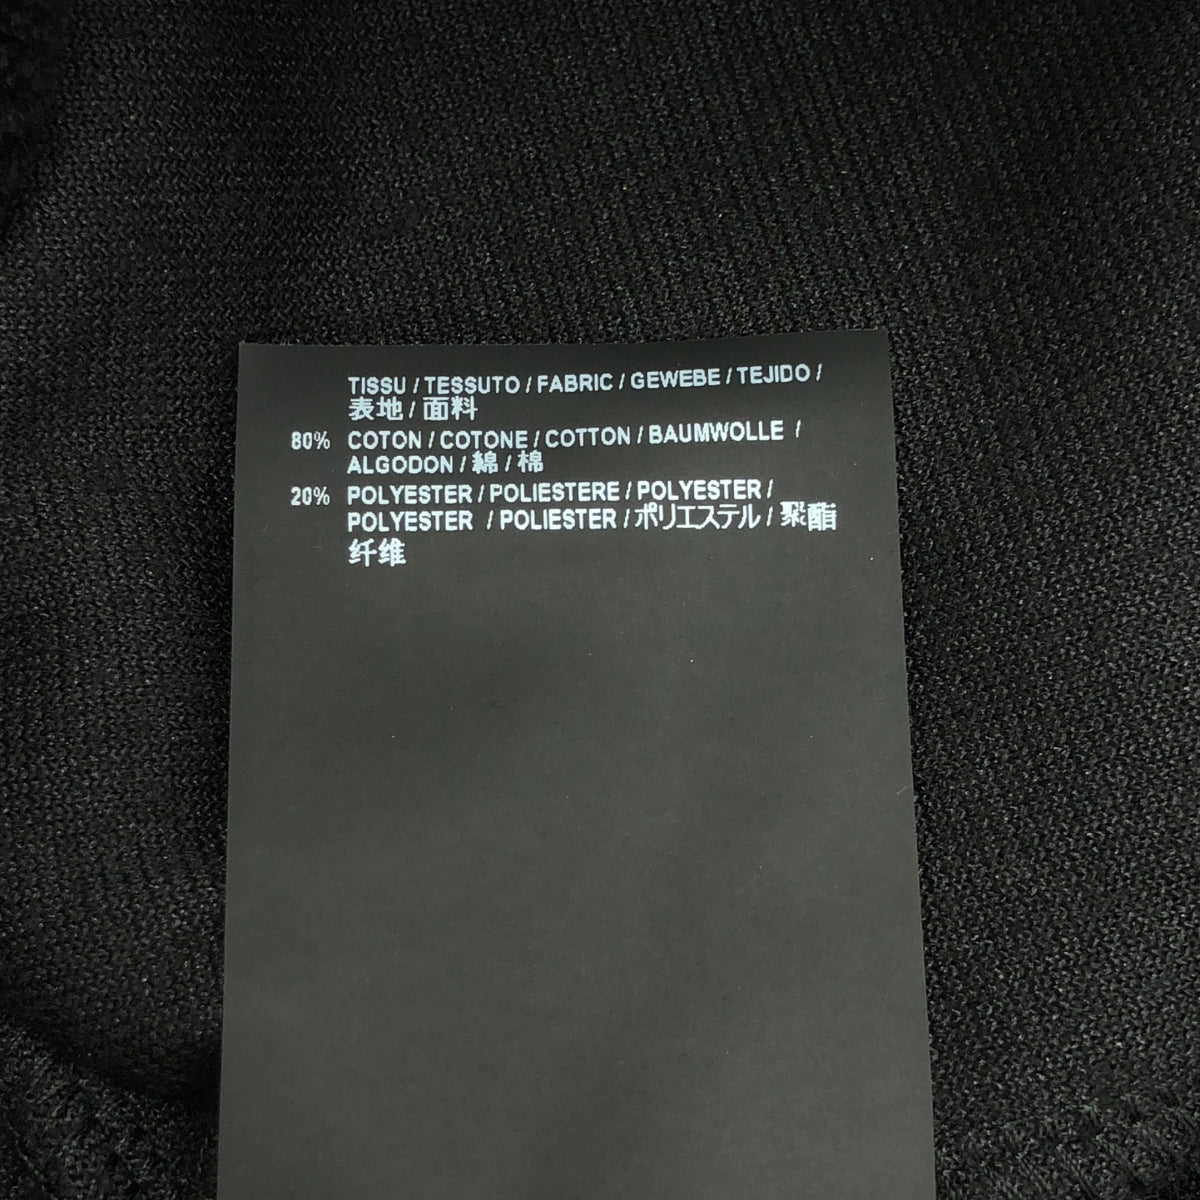 TISSU / TESSUTO / FABRIC / GEWEBE / TEJIDO /
表地 / 面料
80% COTON / COTONE / COTTON / BAUMWOLLE /
ALGODON / 綿 / 棉
20% POLYESTER / POLIESTERE / POLYESTER /
POLYESTER / POLIESTER / ポリエステル / 聚酯
纤维